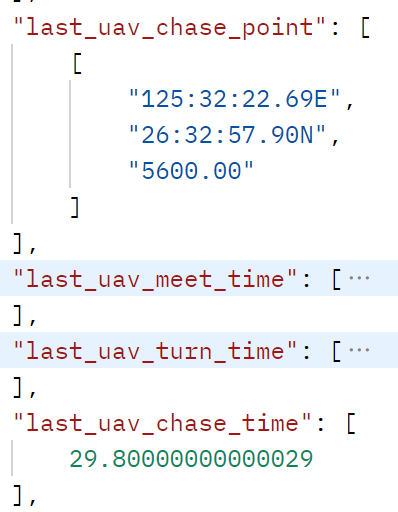 "last_uav_chase_point": [
[
"125:32:22.69E",
"26:32:57.90N",
"5600.00"
]
],
"last_uav_meet_time": [···
],
"last_uav_turn_time": [···
],
"last_uav_chase_time": [
29.80000000000029
],